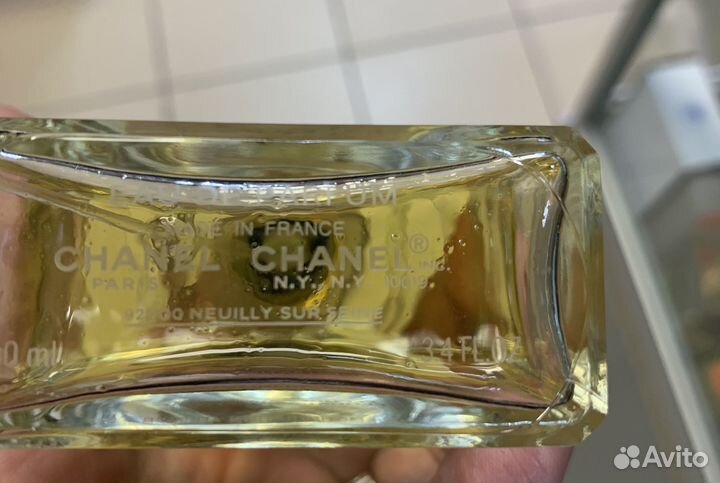 EAU DE PARFUM
MADE IN FRANCE
CHANEL CHANEL® INC.
PARIS N.Y., N.Y. 10019
92200 NEUILLY SUR SEINE
ml 3.4 FL.OZ
Avito